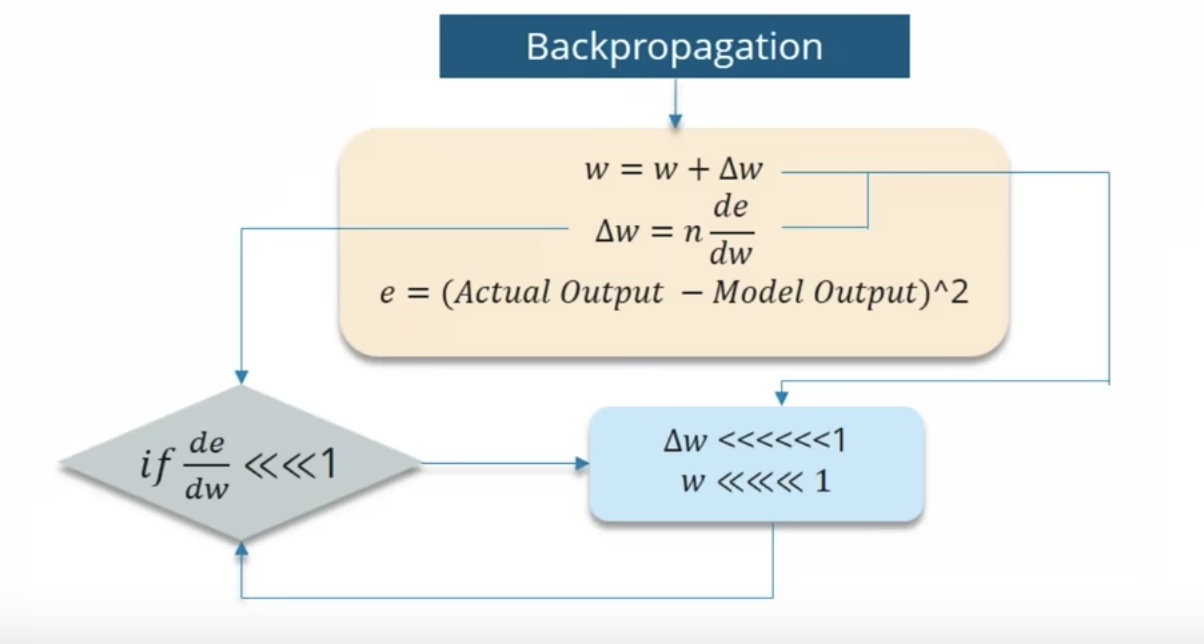 Backpropagation
w = w + Δw
Δw = n de/dw
e = (Actual Output − Model Output)^2
if de/dw ⋘1
Δw <<<<<<1
w ⋘⋘ 1